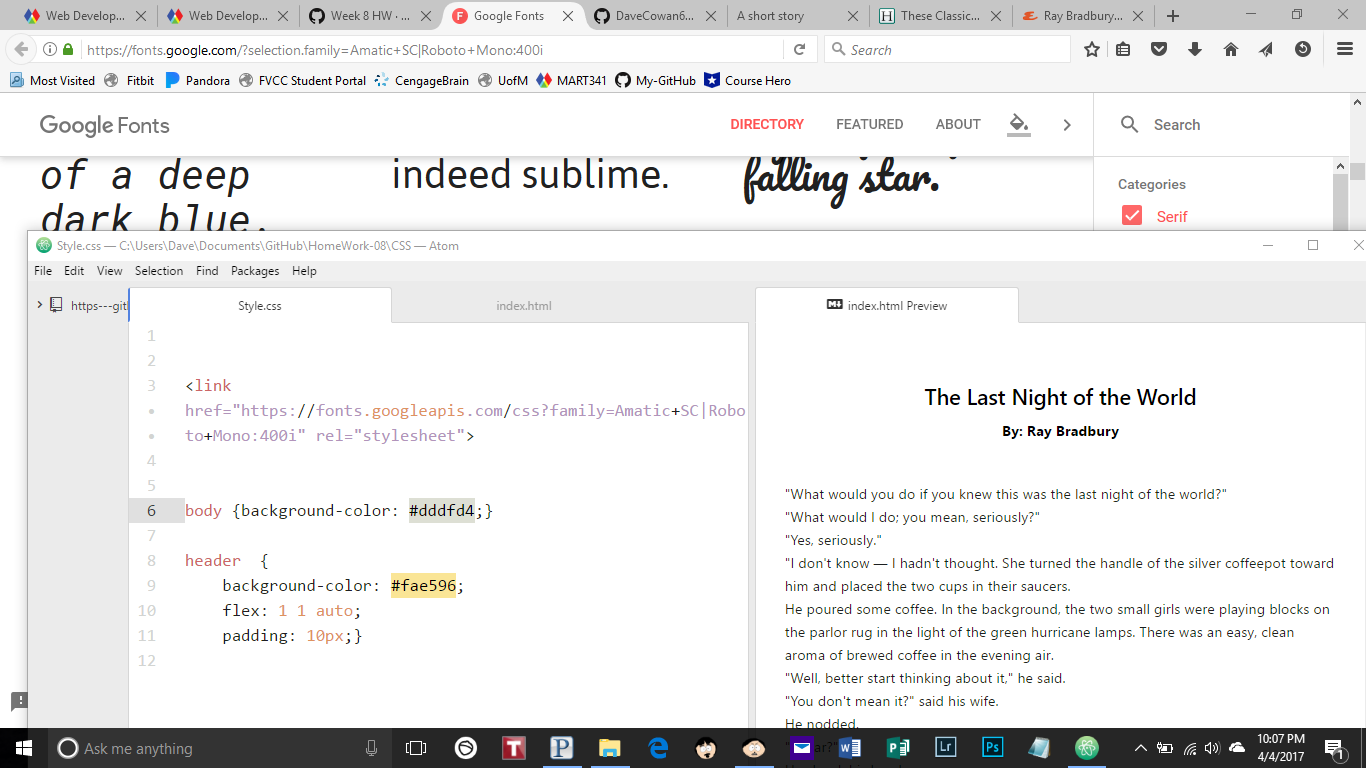 Web Develop...
Web Develop...
Week 8 HW · ...
Google Fonts
DaveCowan6...
A short story
These Classic...
Ray Bradbury...
https://fonts.google.com/?selection.family=Amatic+SC|Roboto+Mono:400i
Search
Most Visited
Fitbit
Pandora
FVCC Student Portal
CengageBrain
UofM
MART341
My-GitHub
Course Hero
Google Fonts
DIRECTORY
FEATURED
ABOUT
Search
of a deep
dark blue.
indeed sublime.
falling star.
Categories
Serif
Style.css — C:\Users\Dave\Documents\GitHub\HomeWork-08\CSS — Atom
File Edit View Selection Find Packages Help
https---git
Style.css
index.html
index.html Preview
1
2
3 <link
href="https://fonts.googleapis.com/css?family=Amatic+SC|Robo
to+Mono:400i" rel="stylesheet">
4
5
6 body {background-color: #dddfd4;}
7
8 header {
9 background-color: #fae596;
10 flex: 1 1 auto;
11 padding: 10px;}
12
The Last Night of the World
By: Ray Bradbury
"What would you do if you knew this was the last night of the world?"
"What would I do; you mean, seriously?"
"Yes, seriously."
"I don't know — I hadn't thought. She turned the handle of the silver coffeepot toward
him and placed the two cups in their saucers.
He poured some coffee. In the background, the two small girls were playing blocks on
the parlor rug in the light of the green hurricane lamps. There was an easy, clean
aroma of brewed coffee in the evening air.
"Well, better start thinking about it," he said.
"You don't mean it?" said his wife.
He nodded.
Ask me anything
10:07 PM
4/4/2017